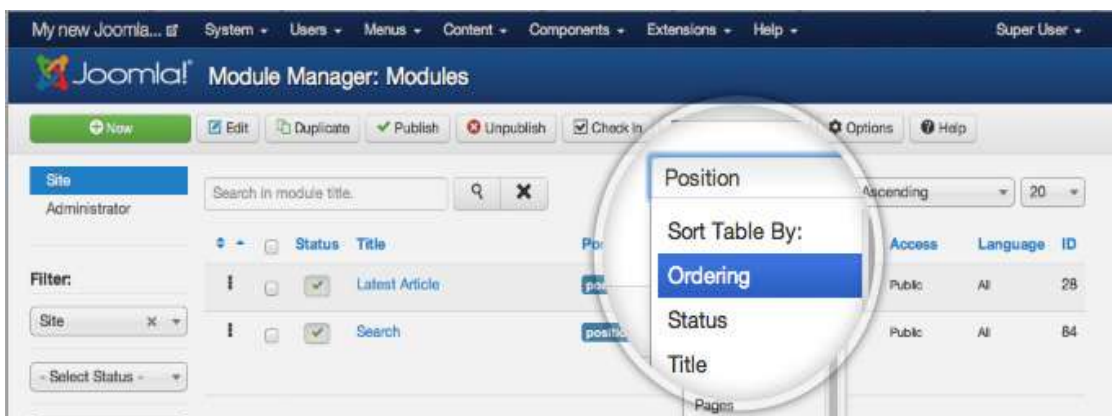 My new Joomla... System Users Menus Content Components Extensions Help Super User
Joomla! Module Manager: Modules
New Edit Duplicate Publish Unpublish Check In Options Help
Site
Administrator
Search in module title.
Position
Ascending 20
Sort Table By:
Status Title Access Language ID
Filter:
Ordering
Latest Article Public All 28
Site
Status
Search Public All 84
- Select Status -
Title
Pages